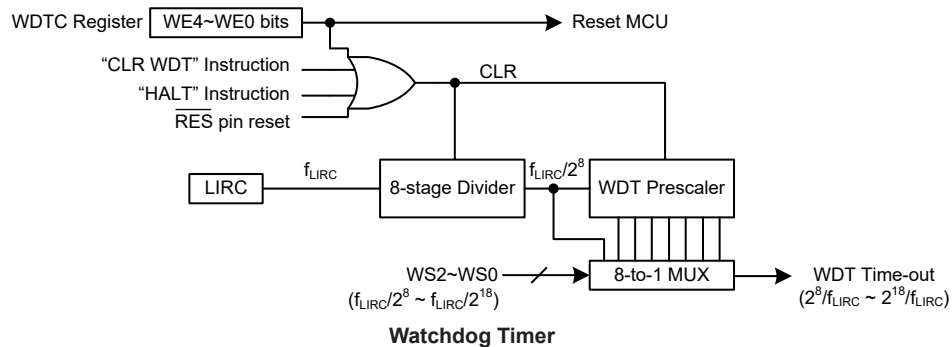 WDTC Register WE4~WE0 bits Reset MCU
“CLR WDT” Instruction
CLR
“HALT” Instruction
RES pin reset
LIRC
fLIRC
8-stage Divider
fLIRC/2^8
WDT Prescaler
WS2~WS0
(fLIRC/2^8 ~ fLIRC/2^18)
8-to-1 MUX
WDT Time-out
(2^8/fLIRC ~ 2^18/fLIRC)
Watchdog Timer